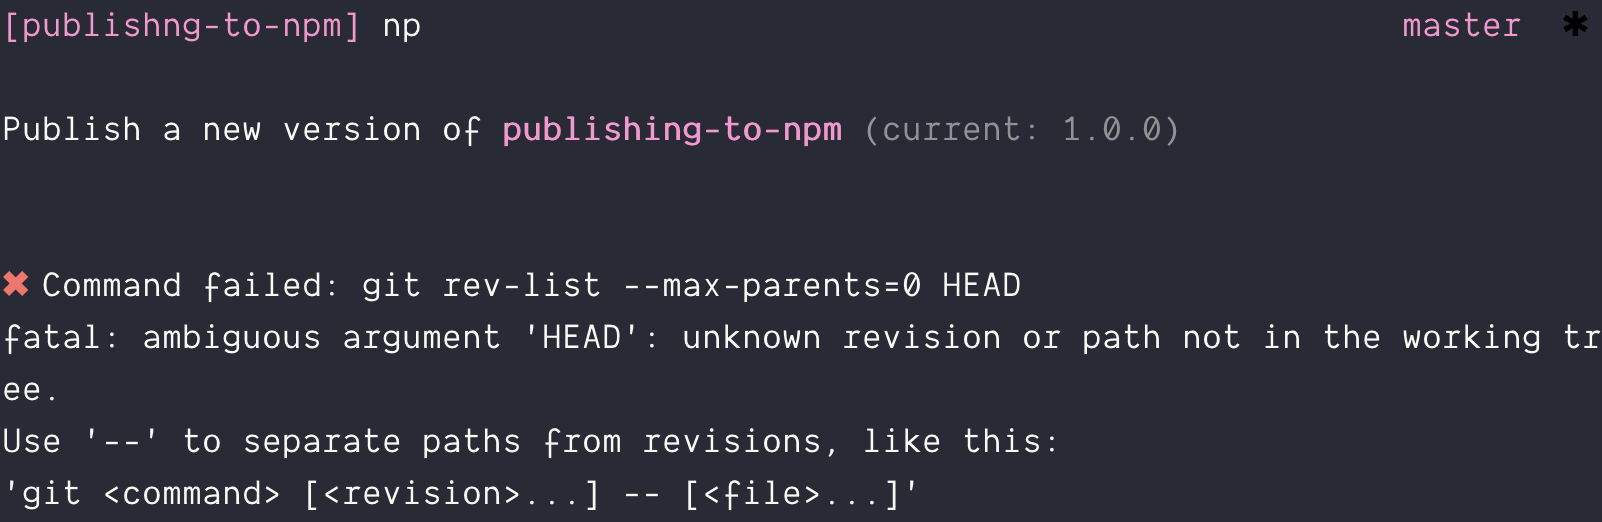 [publishng-to-npm] np master ✱
Publish a new version of publishing-to-npm (current: 1.0.0)
✖ Command failed: git rev-list --max-parents=0 HEAD
fatal: ambiguous argument 'HEAD': unknown revision or path not in the working tr
ee.
Use '--' to separate paths from revisions, like this:
'git <command> [<revision>...] -- [<file>...]'